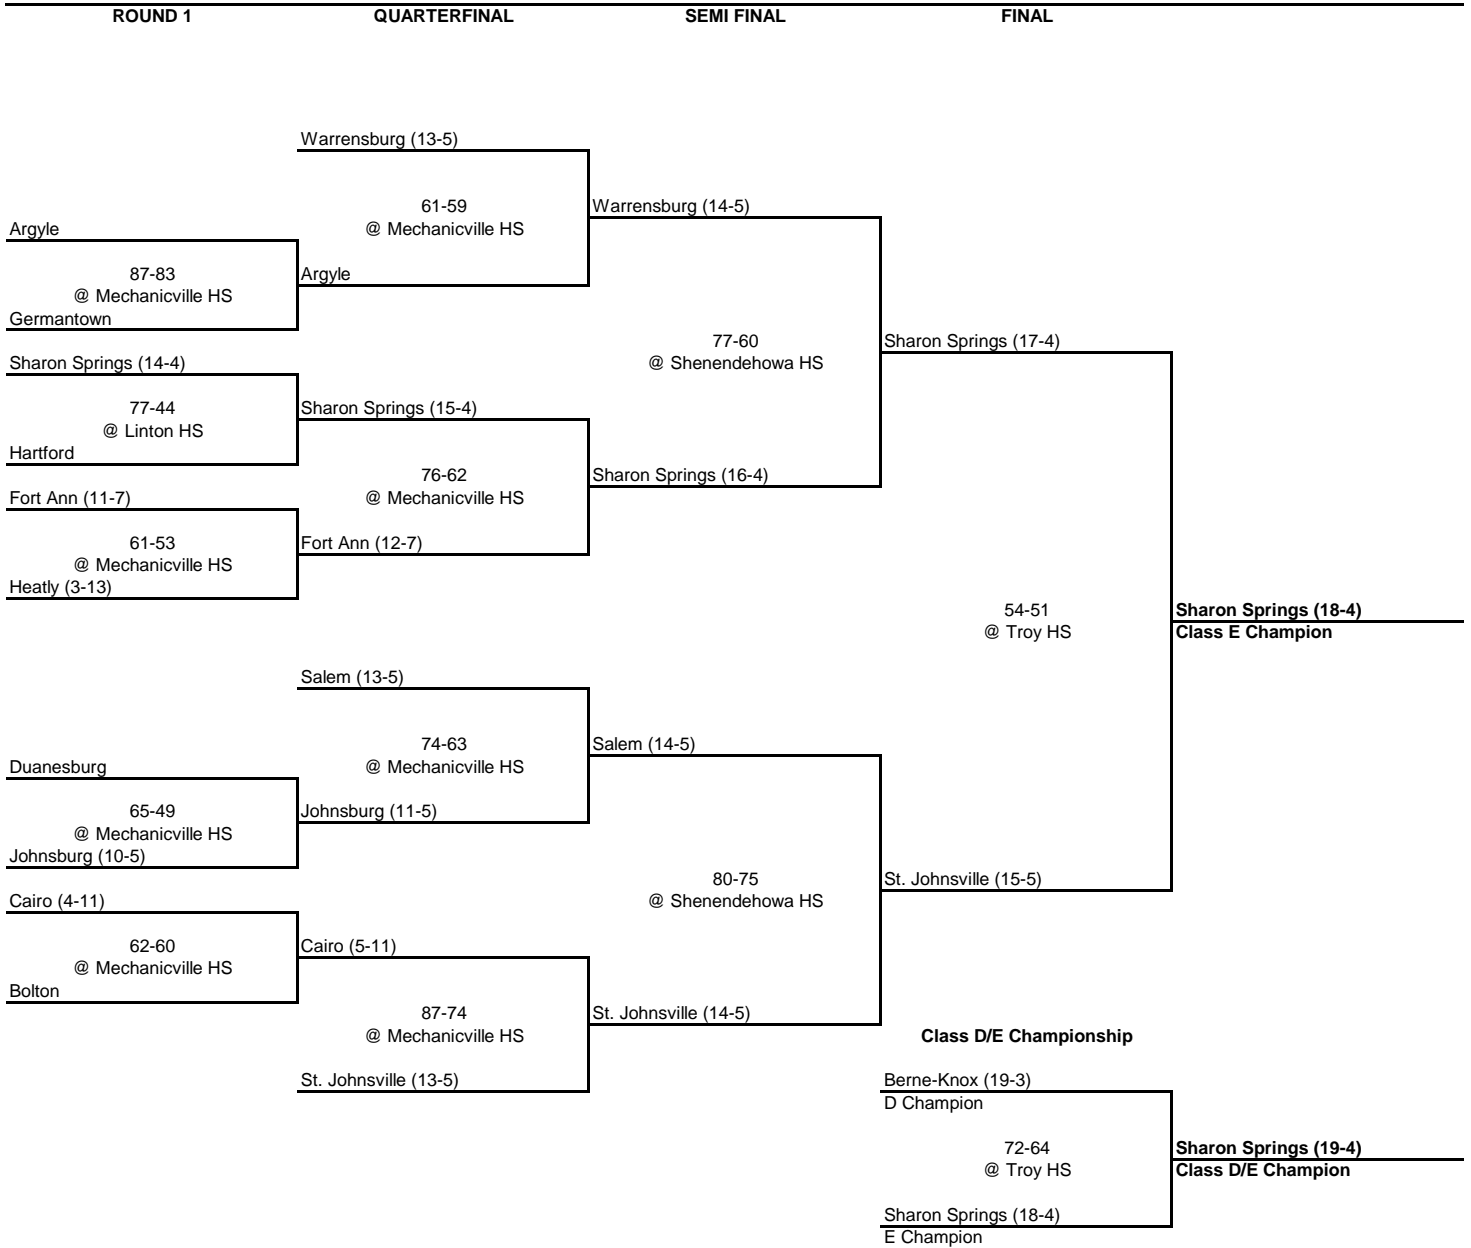 ROUND 1 QUARTERFINAL SEMI FINAL FINAL
Warrensburg (13-5)
61-59 Warrensburg (14-5)
Argyle @ Mechanicville HS
87-83 Argyle
@ Mechanicville HS
Germantown
77-60 Sharon Springs (17-4)
Sharon Springs (14-4) @ Shenendehowa HS
77-44 Sharon Springs (15-4)
@ Linton HS
Hartford
76-62 Sharon Springs (16-4)
Fort Ann (11-7) @ Mechanicville HS
61-53 Fort Ann (12-7)
@ Mechanicville HS
Heatly (3-13)
54-51 Sharon Springs (18-4)
@ Troy HS Class E Champion
Salem (13-5)
74-63 Salem (14-5)
Duanesburg @ Mechanicville HS
65-49 Johnsburg (11-5)
@ Mechanicville HS
Johnsburg (10-5)
80-75 St. Johnsville (15-5)
Cairo (4-11) @ Shenendehowa HS
62-60 Cairo (5-11)
@ Mechanicville HS
Bolton
87-74 St. Johnsville (14-5)
@ Mechanicville HS Class D/E Championship
St. Johnsville (13-5) Berne-Knox (19-3)
D Champion
72-64 Sharon Springs (19-4)
@ Troy HS Class D/E Champion
Sharon Springs (18-4)
E Champion